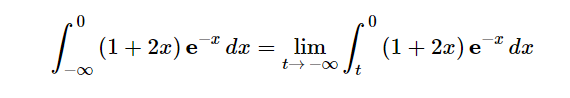 ∫_{-∞}^{0} (1 + 2x) e^{-x} dx = lim_{t→ -∞} ∫_{t}^{0} (1 + 2x) e^{-x} dx